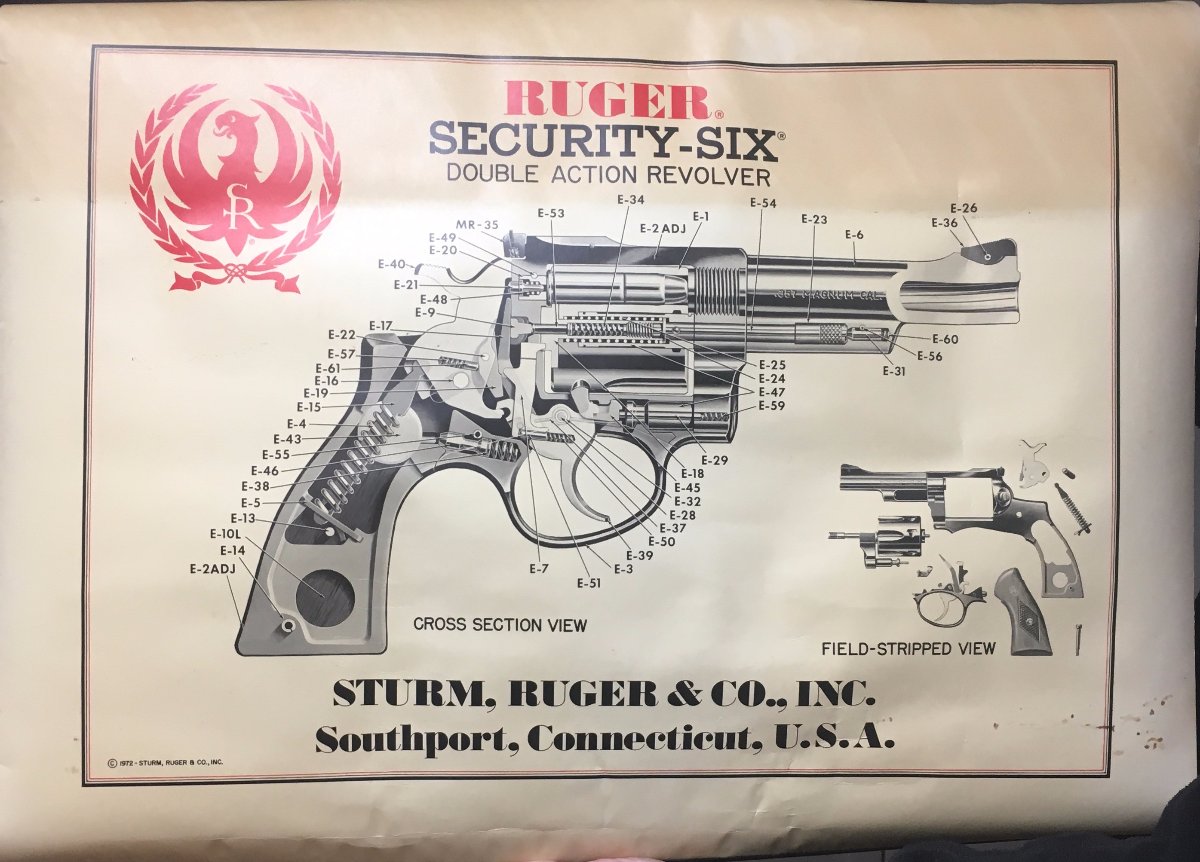 RUGER®
SECURITY-SIX®
DOUBLE ACTION REVOLVER
SR
E-53
E-34
E-2ADJ
E-1
E-54
E-23
E-6
E-36
E-26
MR-35
E-49
E-20
E-40
E-21
E-48
E-9
E-17
E-22
E-57
E-61
E-16
E-19
E-15
E-4
E-43
E-55
E-46
E-38
E-5
E-13
E-10L
E-14
E-2ADJ
.357 MAGNUM CAL.
E-60
E-56
E-31
E-25
E-24
E-47
E-59
E-29
E-18
E-45
E-32
E-28
E-37
E-50
E-39
E-3
E-51
E-7
CROSS SECTION VIEW
FIELD-STRIPPED VIEW
STURM, RUGER & CO., INC.
Southport, Connecticut, U.S.A.
© 1972 - STURM, RUGER & CO., INC.